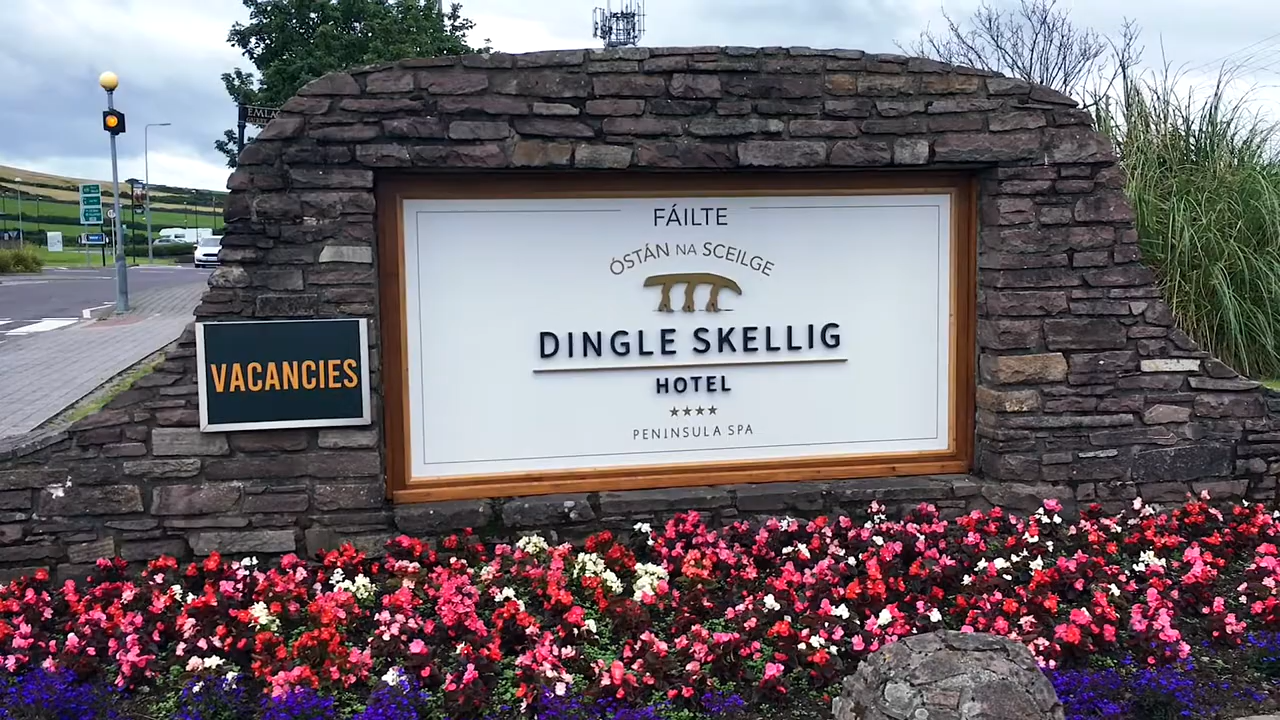 FÁILTE
ÓSTÁN NA SCEILGE
DINGLE SKELLIG
HOTEL
PENINSULA SPA
VACANCIES